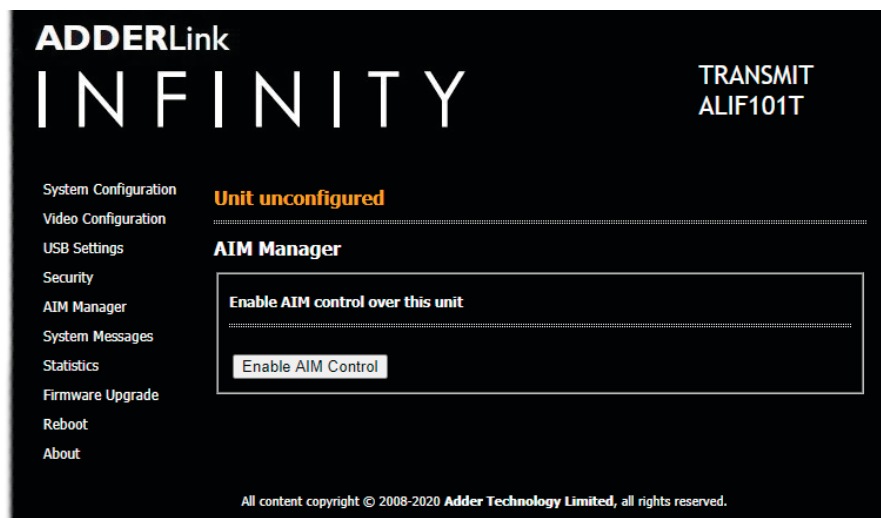 ADDERLink
INFINITY
TRANSMIT
ALIF101T
System Configuration
Video Configuration
USB Settings
Security
AIM Manager
System Messages
Statistics
Firmware Upgrade
Reboot
About
Unit unconfigured
AIM Manager
Enable AIM control over this unit
Enable AIM Control
All content copyright © 2008-2020 Adder Technology Limited, all rights reserved.